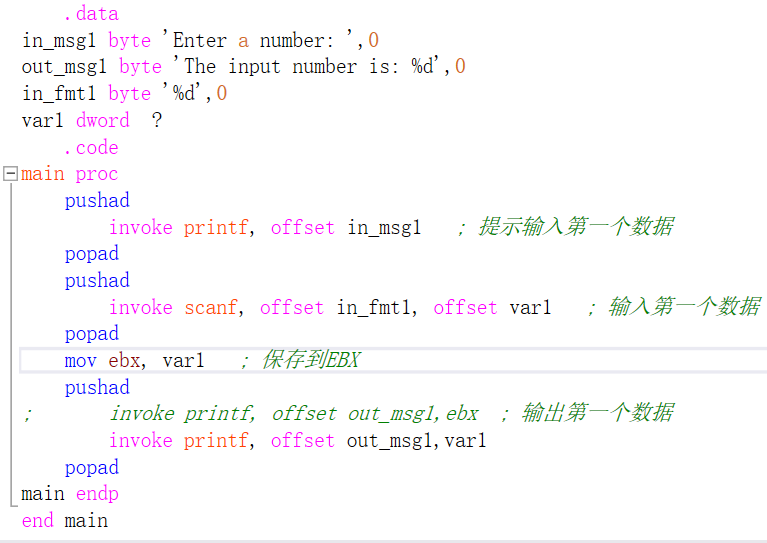 .data
in_msg1 byte 'Enter a number: ',0
out_msg1 byte 'The input number is: %d',0
in_fmt1 byte '%d',0
var1 dword  ?
.code
main proc
pushad
invoke printf, offset in_msg1   ; 提示输入第一个数据
popad
pushad
invoke scanf, offset in_fmt1, offset var1   ; 输入第一个数据
popad
mov ebx, var1   ; 保存到EBX
pushad
;       invoke printf, offset out_msg1,ebx  ; 输出第一个数据
invoke printf, offset out_msg1,var1
popad
main endp
end main